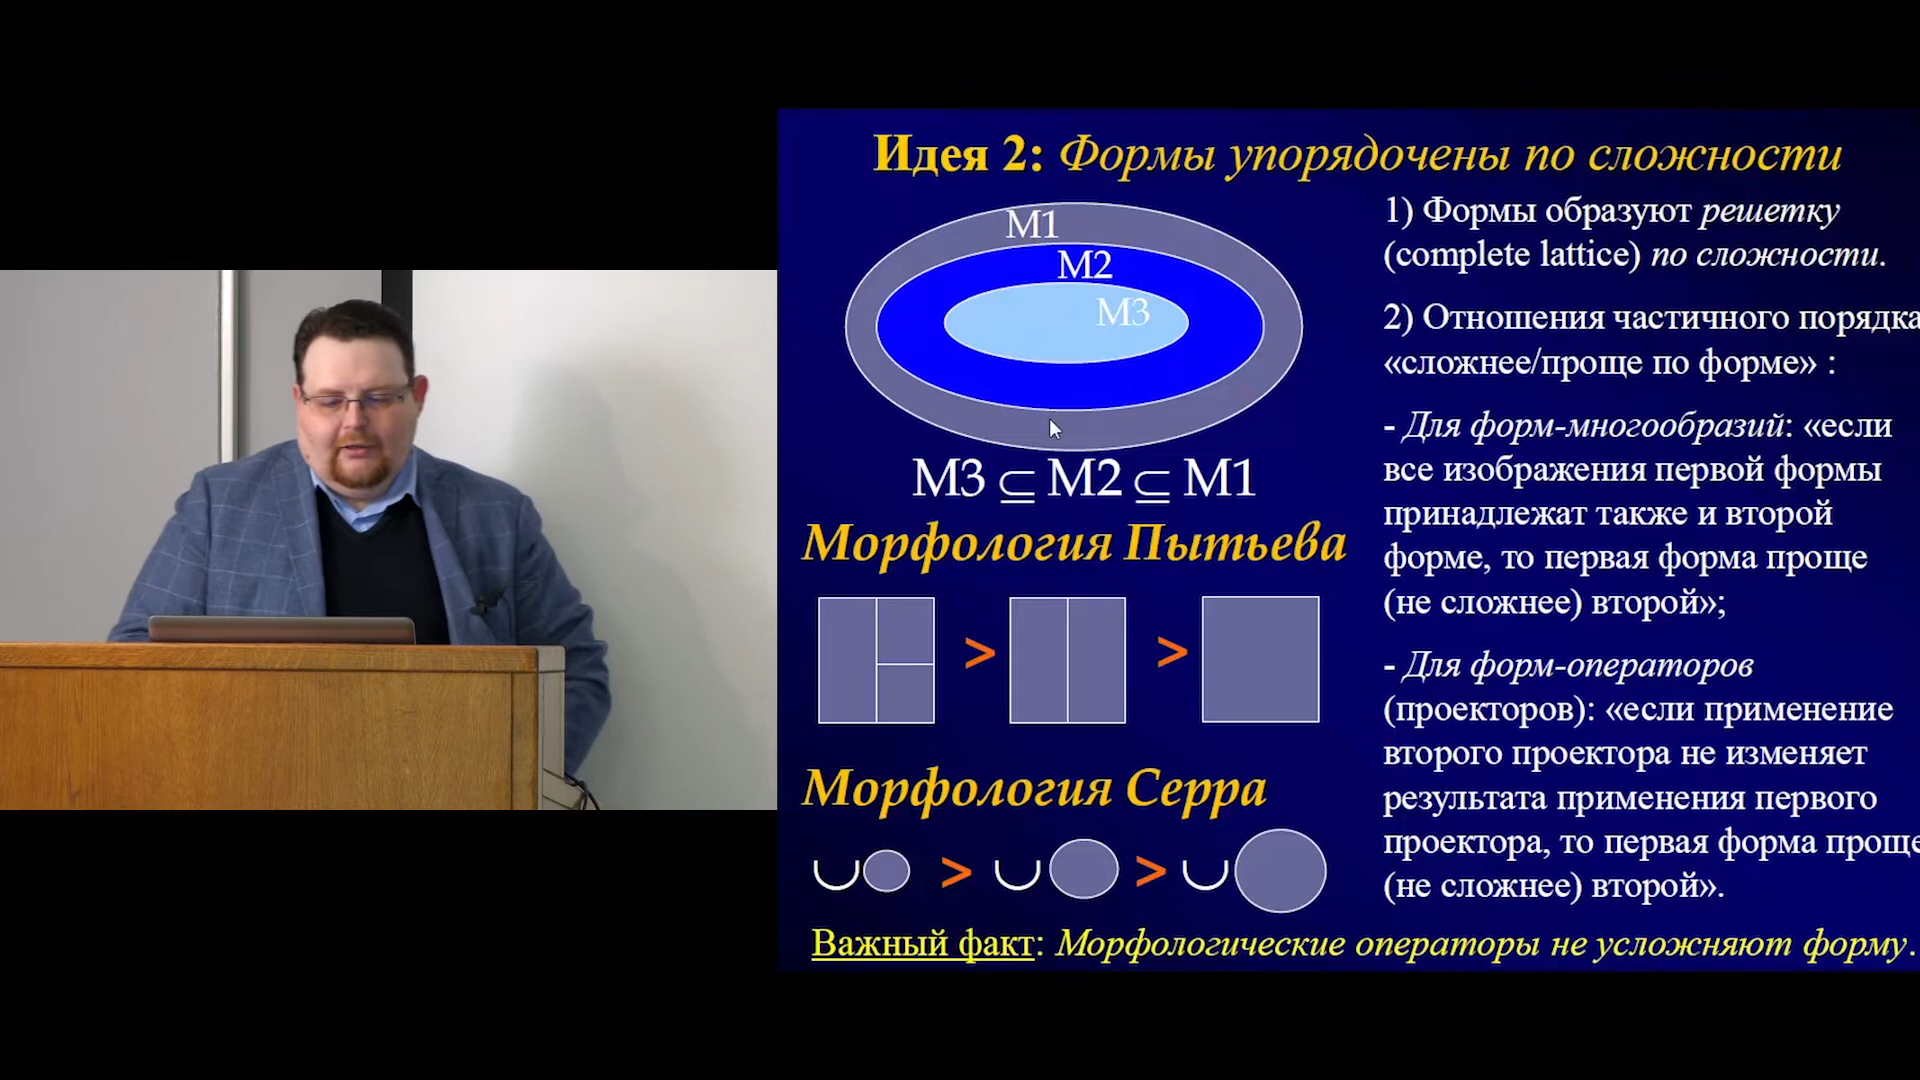 Идея 2: Формы упорядочены по сложности
M1
M2
M3
M3 ⊆ M2 ⊆ M1
Морфология Пытьева
> >
Морфология Серра
∪ > ∪ > ∪
1) Формы образуют решетку
(complete lattice) по сложности.
2) Отношения частичного порядка
«сложнее/проще по форме» :
- Для форм-многообразий: «если
все изображения первой формы
принадлежат также и второй
форме, то первая форма проще
(не сложнее) второй»;
- Для форм-операторов
(проекторов): «если применение
второго проектора не изменяет
результата применения первого
проектора, то первая форма проще
(не сложнее) второй».
Важный факт: Морфологические операторы не усложняют форму.